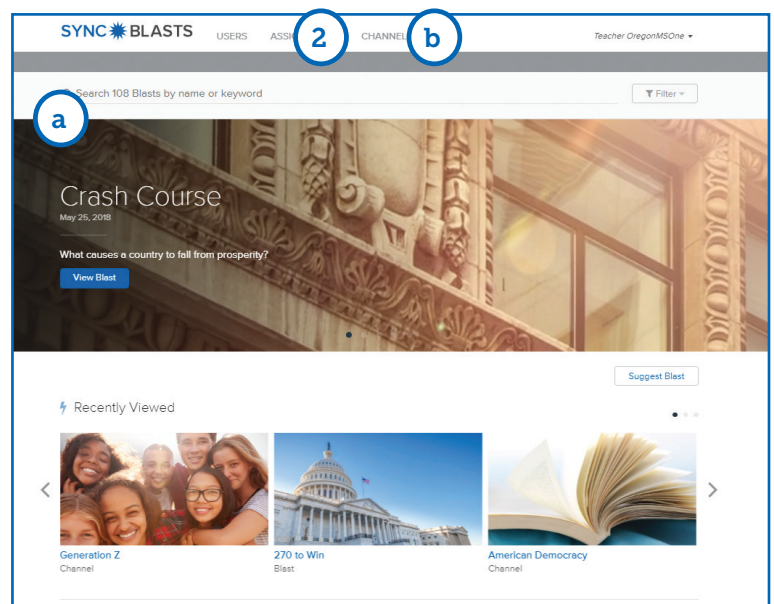 SYNC BLASTS USERS ASSIG 2 CHANNEL b Teacher OregonMSOne
Search 108 Blasts by name or keyword Filter
a
Crash Course
May 25, 2018
What causes a country to fall from prosperity?
View Blast
Suggest Blast
Recently Viewed
Generation Z 270 to Win American Democracy
Channel Blast Channel